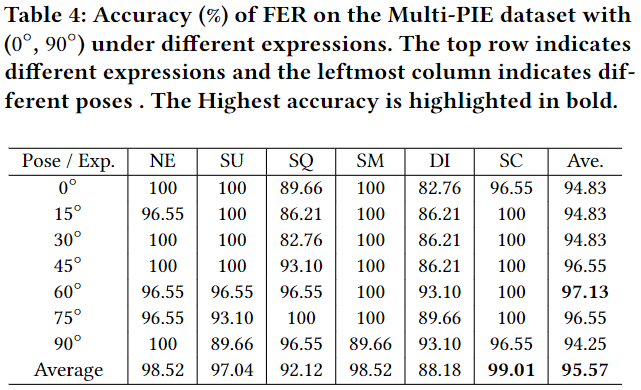 Table 4: Accuracy (%) of FER on the Multi-PIE dataset with
(0°, 90°) under different expressions. The top row indicates
different expressions and the leftmost column indicates dif-
ferent poses . The Highest accuracy is highlighted in bold.
Pose / Exp. NE SU SQ SM DI SC Ave.
0° 100 100 89.66 100 82.76 96.55 94.83
15° 96.55 100 86.21 100 86.21 100 94.83
30° 100 100 82.76 100 86.21 100 94.83
45° 100 100 93.10 100 86.21 100 96.55
60° 96.55 96.55 96.55 100 93.10 100 97.13
75° 96.55 93.10 100 100 89.66 100 96.55
90° 100 89.66 96.55 89.66 93.10 96.55 94.25
Average 98.52 97.04 92.12 98.52 88.18 99.01 95.57